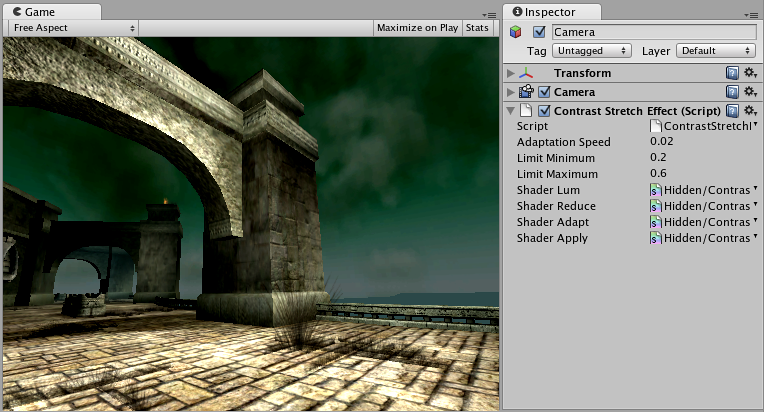 Game
Free Aspect
Maximize on Play
Stats
Inspector
Camera
Tag Untagged Layer Default
Transform
Camera
Contrast Stretch Effect (Script)
Script ContrastStretchI
Adaptation Speed 0.02
Limit Minimum 0.2
Limit Maximum 0.6
Shader Lum Hidden/Contras
Shader Reduce Hidden/Contras
Shader Adapt Hidden/Contras
Shader Apply Hidden/Contras